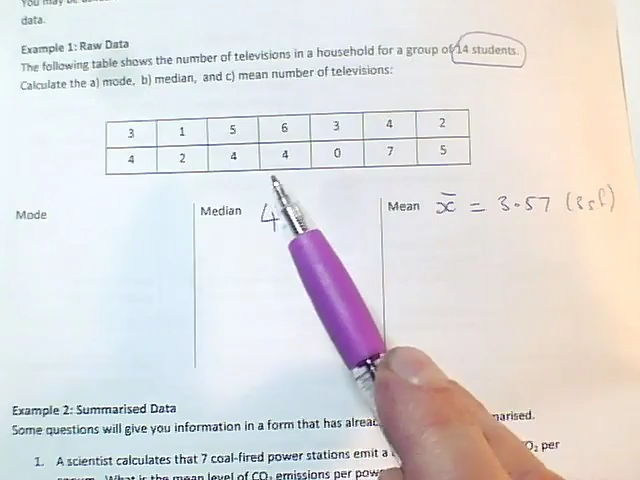 data.
Example 1: Raw Data
The following table shows the number of televisions in a household for a group of 14 students.
Calculate the a) mode, b) median, and c) mean number of televisions:
3 1 5 6 3 4 2
4 2 4 4 0 7 5
Mode
Median 4
Mean x̄ = 3.57 (3sf)
Example 2: Summarised Data
Some questions will give you information in a form that has alrea marised.
1. A scientist calculates that 7 coal-fired power stations emit a O₂ per
What is the mean level of CO₂ emissions per